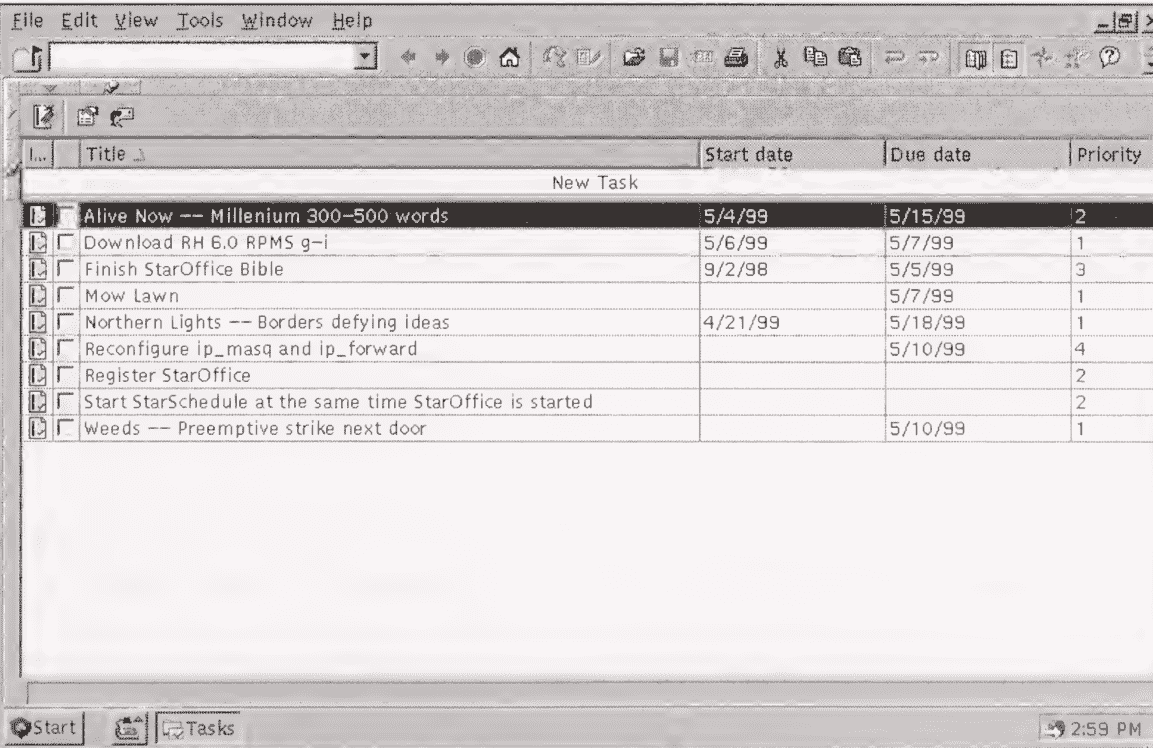 File Edit View Tools Window Help
I... Title Start date Due date Priority
New Task
Alive Now -- Millenium 300-500 words 5/4/99 5/15/99 2
Download RH 6.0 RPMS g-i 5/6/99 5/7/99 1
Finish StarOffice Bible 9/2/98 5/5/99 3
Mow Lawn 5/7/99 1
Northern Lights -- Borders defying ideas 4/21/99 5/18/99 1
Reconfigure ip_masq and ip_forward 5/10/99 4
Register StarOffice 2
Start StarSchedule at the same time StarOffice is started 2
Weeds -- Preemptive strike next door 5/10/99 1
Start Tasks 2:59 PM